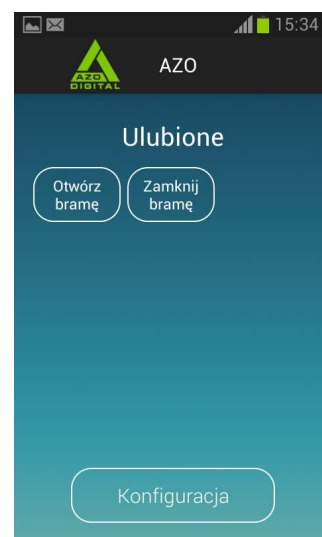 15:34
AZO
DIGITAL
AZO
Ulubione
Otwórz
bramę
Zamknij
bramę
Konfiguracja